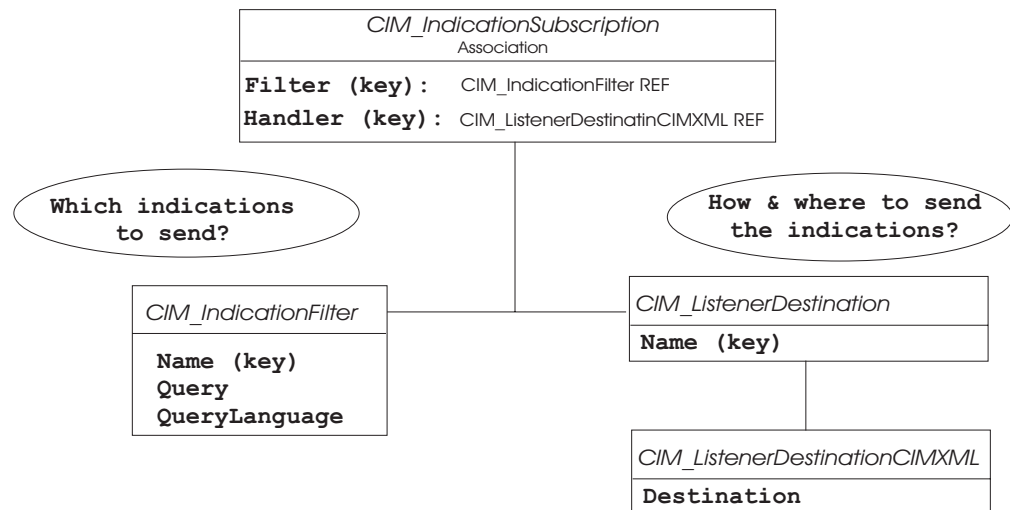 CIM_IndicationSubscription
Association
Filter (key): CIM_IndicationFilter REF
Handler (key): CIM_ListenerDestinatinCIMXML REF
Which indications
to send?
How & where to send
the indications?
CIM_IndicationFilter
Name (key)
Query
QueryLanguage
CIM_ListenerDestination
Name (key)
CIM_ListenerDestinationCIMXML
Destination